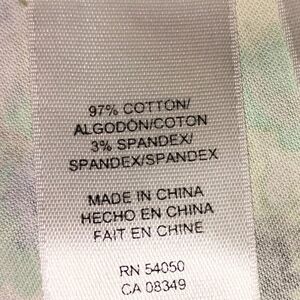 97% COTTON/
ALGODÓN/COTON
3% SPANDEX/
SPANDEX/SPANDEX
MADE IN CHINA
HECHO EN CHINA
FAIT EN CHINE
RN 54050
CA 08349